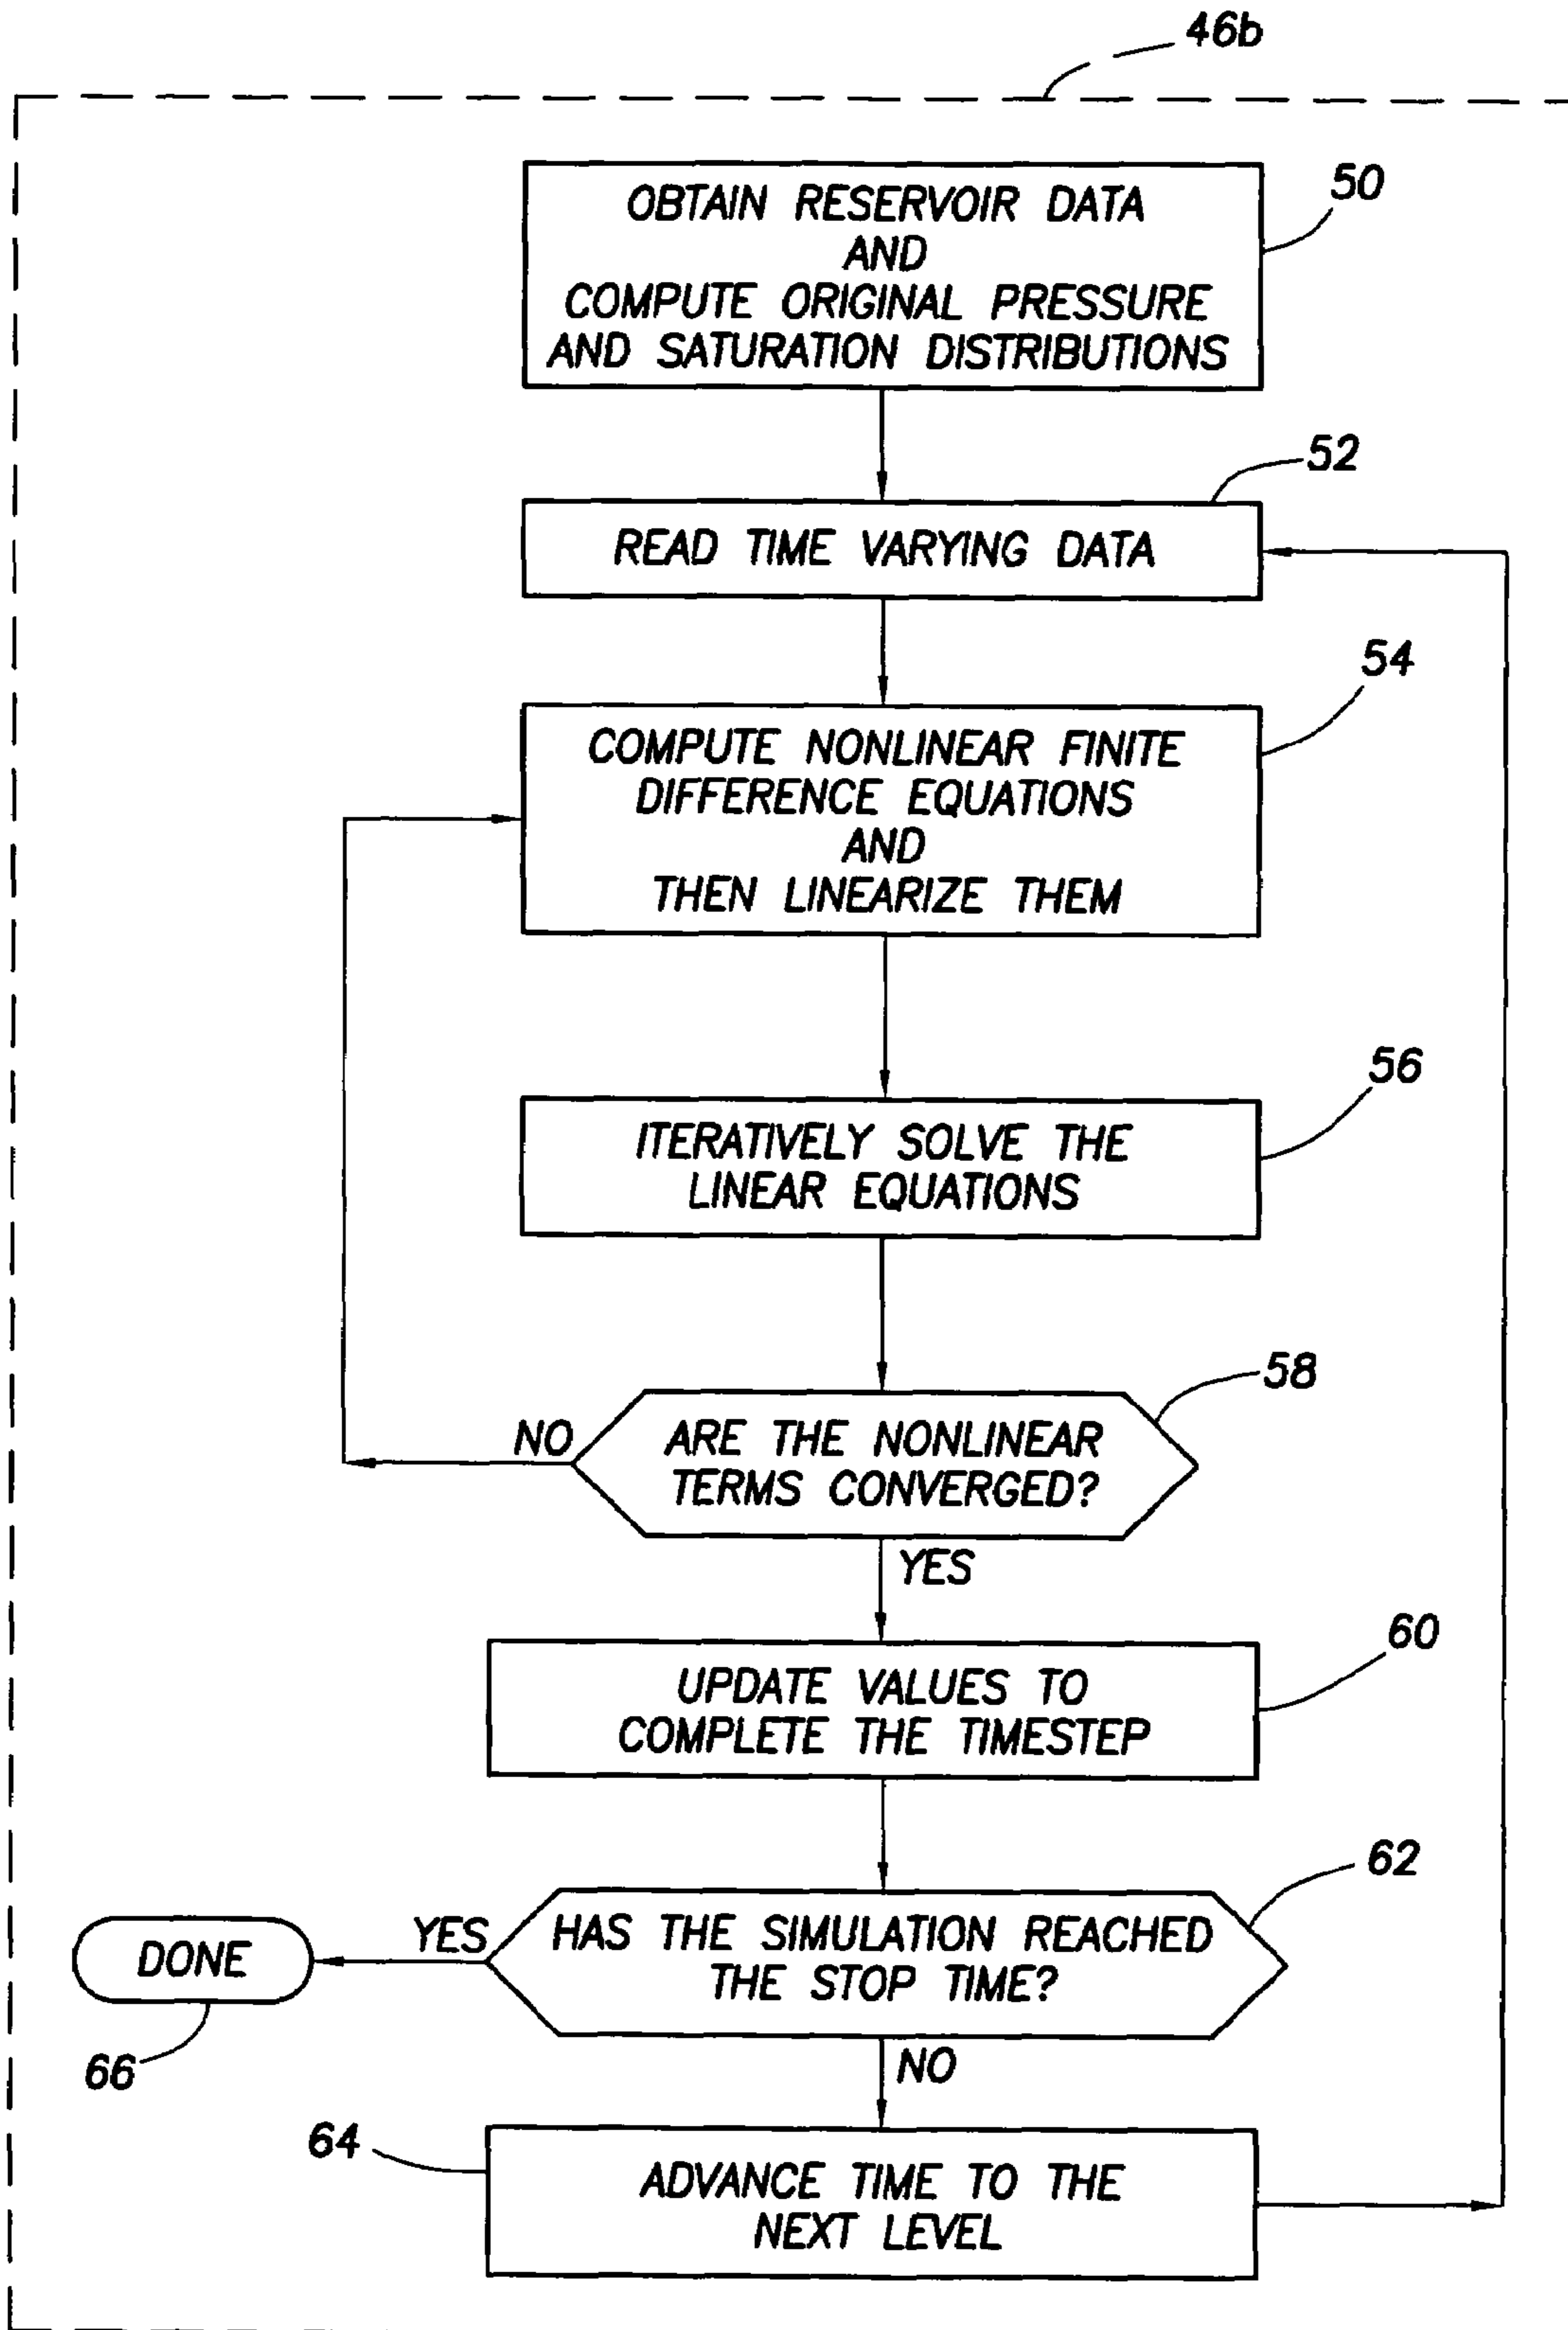 46b
OBTAIN RESERVOIR DATA
AND
COMPUTE ORIGINAL PRESSURE
AND SATURATION DISTRIBUTIONS
50
READ TIME VARYING DATA
52
COMPUTE NONLINEAR FINITE
DIFFERENCE EQUATIONS
AND
THEN LINEARIZE THEM
54
ITERATIVELY SOLVE THE
LINEAR EQUATIONS
56
ARE THE NONLINEAR
TERMS CONVERGED?
58
NO
YES
UPDATE VALUES TO
COMPLETE THE TIMESTEP
60
HAS THE SIMULATION REACHED
THE STOP TIME?
62
YES
DONE
66
NO
ADVANCE TIME TO THE
NEXT LEVEL
64